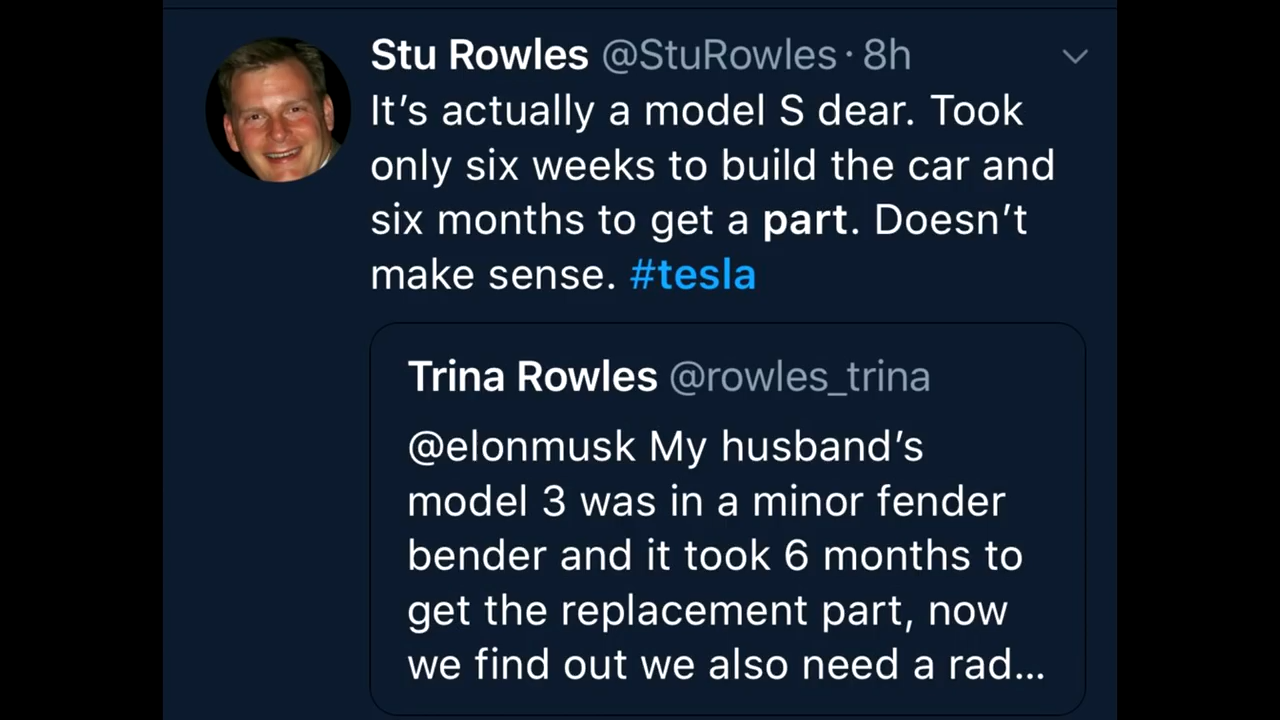 Stu Rowles @StuRowles · 8h
It’s actually a model S dear. Took
only six weeks to build the car and
six months to get a part. Doesn’t
make sense. #tesla
Trina Rowles @rowles_trina
@elonmusk My husband’s
model 3 was in a minor fender
bender and it took 6 months to
get the replacement part, now
we find out we also need a rad...